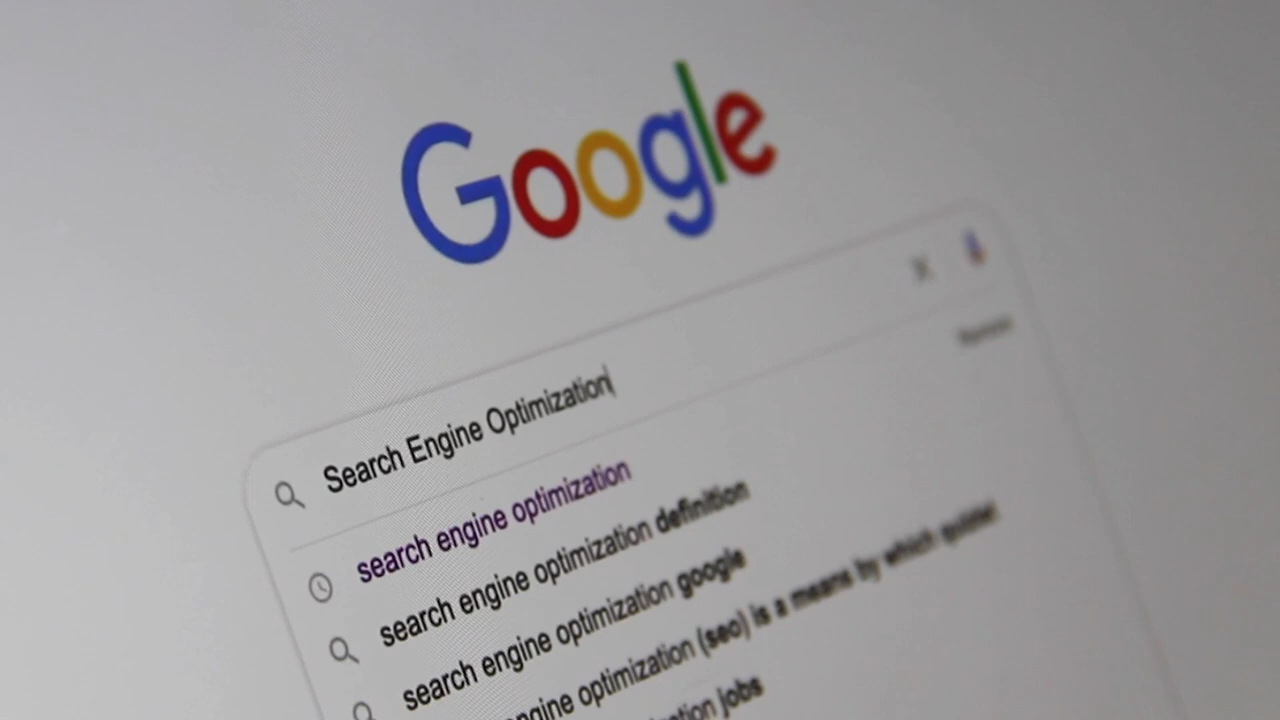 Google
Search Engine Optimization
search engine optimization
search engine optimization definition
search engine optimization google
engine optimization (seo) is a means by which
jobs